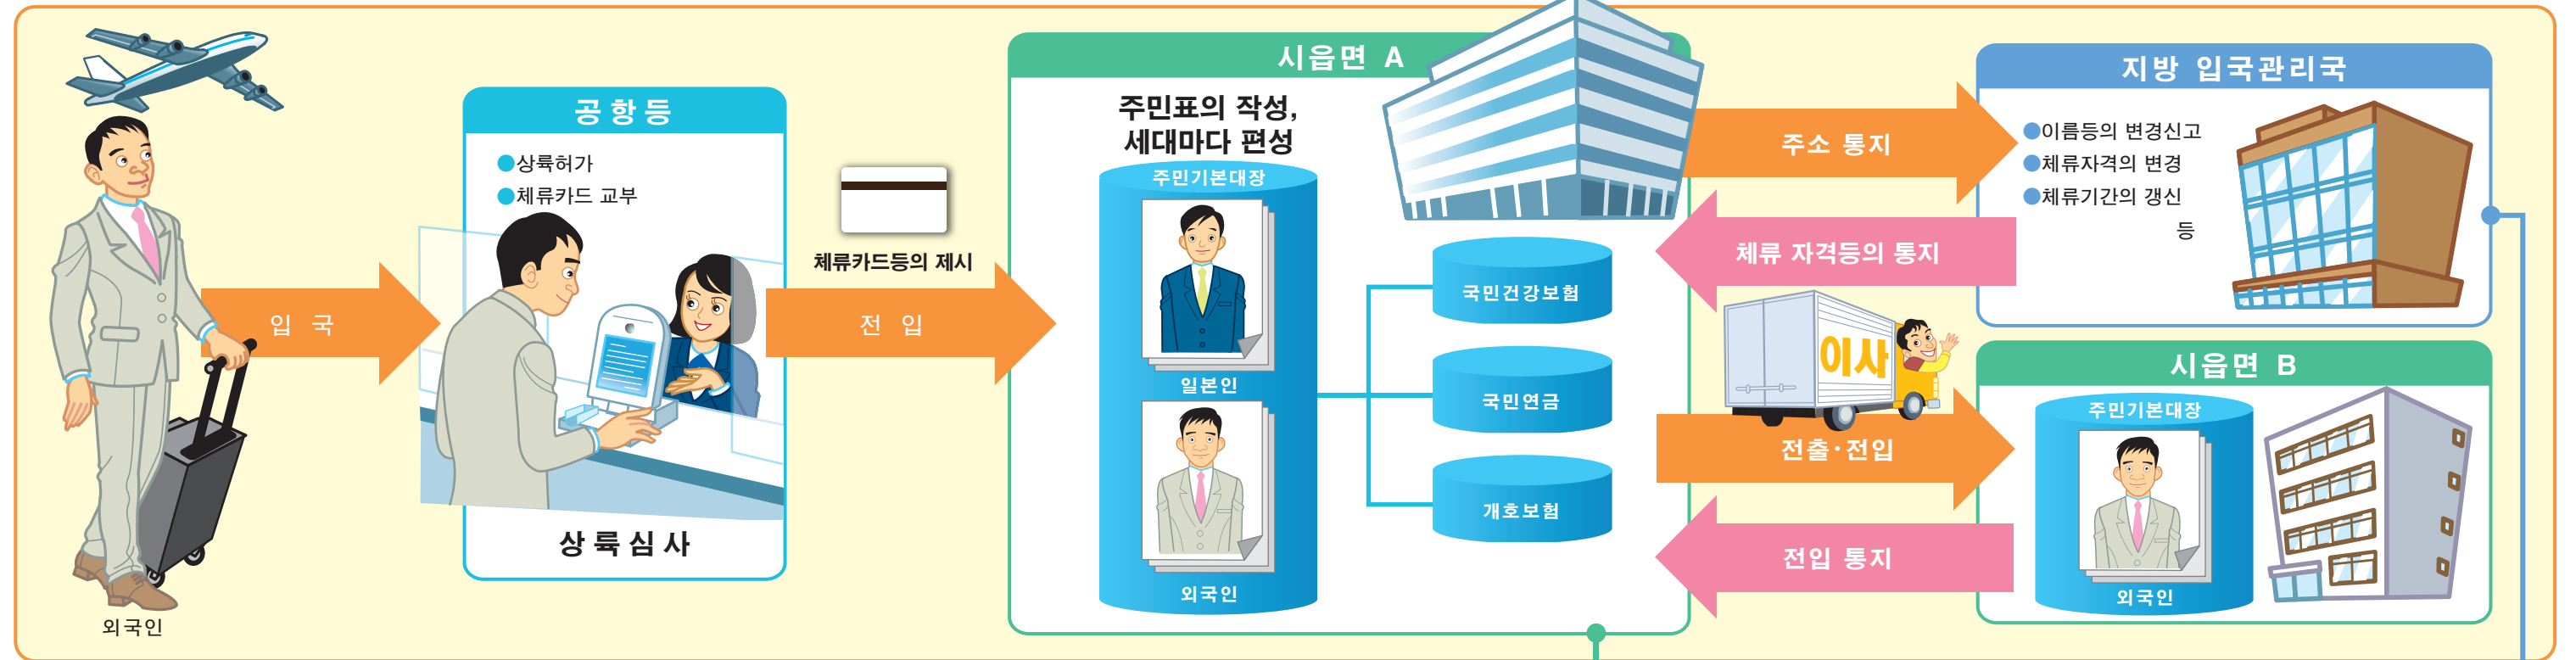 외국인
입 국
공항등
●상륙허가
●체류카드 교부
상륙심사
체류카드등의 제시
전 입
시읍면 A
주민표의 작성,
세대마다 편성
주민기본대장
일본인
외국인
국민건강보험
국민연금
개호보험
주소 통지
체류 자격등의 통지
이사
전출·전입
전입 통지
지방 입국관리국
●이름등의 변경신고
●체류자격의 변경
●체류기간의 갱신
등
시읍면 B
주민기본대장
외국인